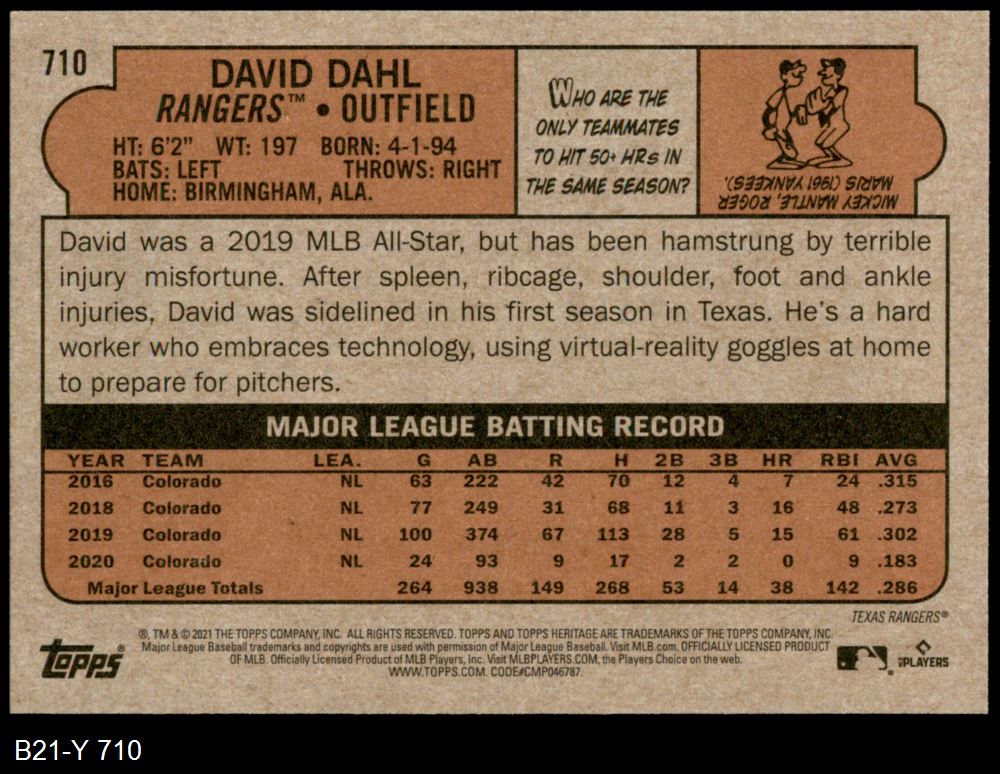 710
DAVID DAHL
RANGERS™ • OUTFIELD
HT: 6'2" WT: 197 BORN: 4-1-94
BATS: LEFT THROWS: RIGHT
HOME: BIRMINGHAM, ALA.
WHO ARE THE
ONLY TEAMMATES
TO HIT 50+ HRs IN
THE SAME SEASON?
MICKEY MANTLE, ROGER
MARIS (1961 YANKEES).
David was a 2019 MLB All-Star, but has been hamstrung by terrible
injury misfortune. After spleen, ribcage, shoulder, foot and ankle
injuries, David was sidelined in his first season in Texas. He's a hard
worker who embraces technology, using virtual-reality goggles at home
to prepare for pitchers.
MAJOR LEAGUE BATTING RECORD
YEAR TEAM LEA. G AB R H 2B 3B HR RBI AVG
2016 Colorado NL 63 222 42 70 12 4 7 24 .315
2018 Colorado NL 77 249 31 68 11 3 16 48 .273
2019 Colorado NL 100 374 67 113 28 5 15 61 .302
2020 Colorado NL 24 93 9 17 2 2 0 9 .183
Major League Totals 264 938 149 268 53 14 38 142 .286
TEXAS RANGERS®
®, TM & © 2021 THE TOPPS COMPANY, INC. ALL RIGHTS RESERVED. TOPPS AND TOPPS HERITAGE ARE TRADEMARKS OF THE TOPPS COMPANY, INC.
Major League Baseball trademarks and copyrights are used with permission of Major League Baseball. Visit MLB.com. OFFICIALLY LICENSED PRODUCT
OF MLB. Officially Licensed Product of MLB Players, Inc. Visit MLBPLAYERS.COM, the Players Choice on the web.
WWW.TOPPS.COM. CODE#CMP046787.
topps®
MLB PLAYERS
B21-Y 710